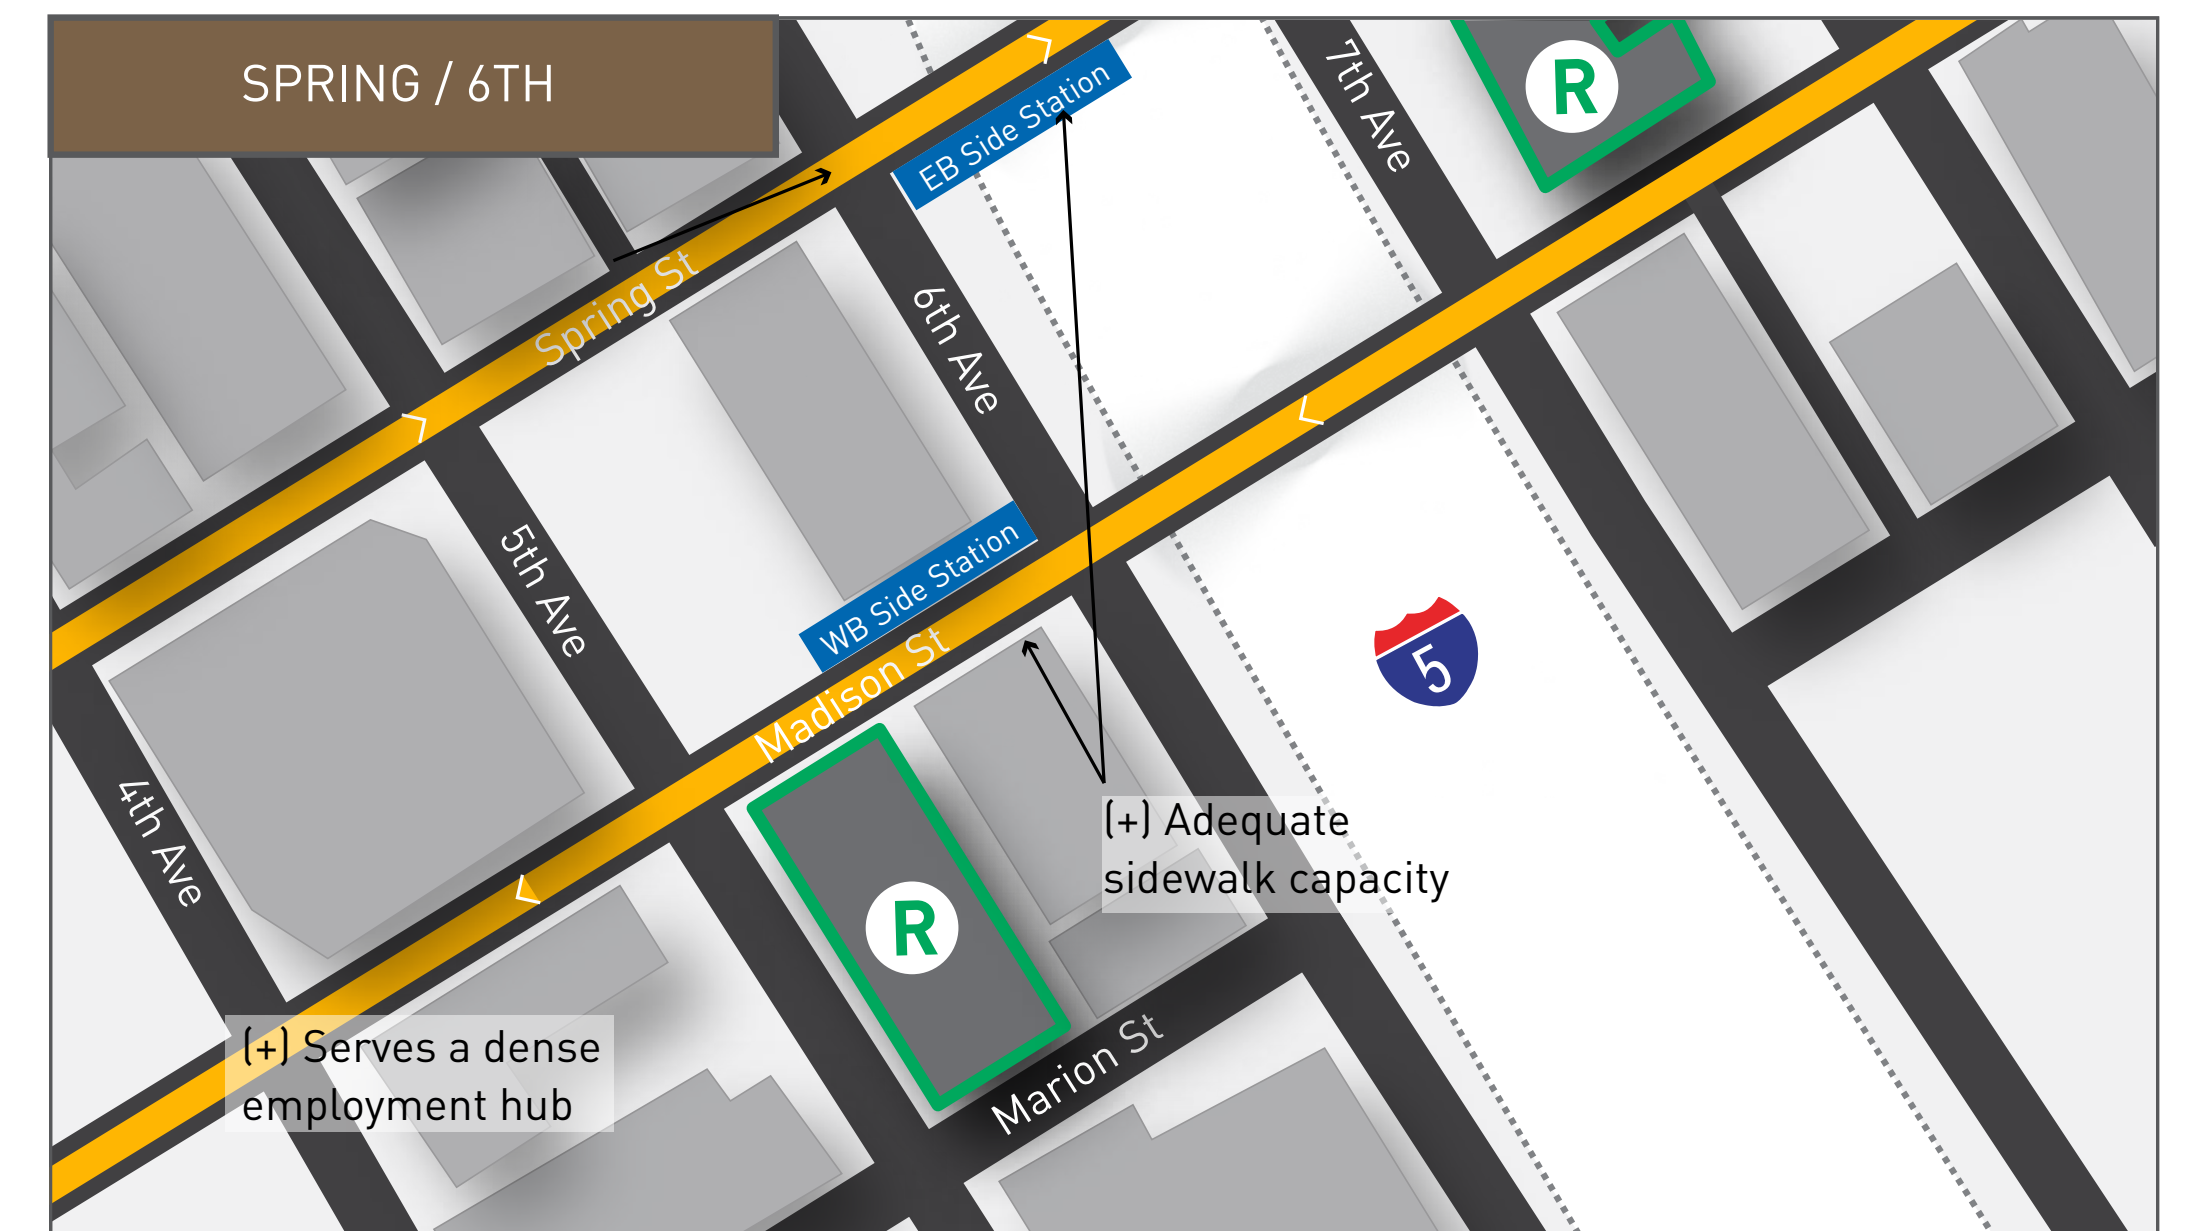 SPRING / 6TH
EB Side Station
7th Ave
R
Spring St
6th Ave
5th Ave
WB Side Station
Madison St
5
4th Ave
(+) Adequate
sidewalk capacity
R
(+) Serves a dense
employment hub
Marion St